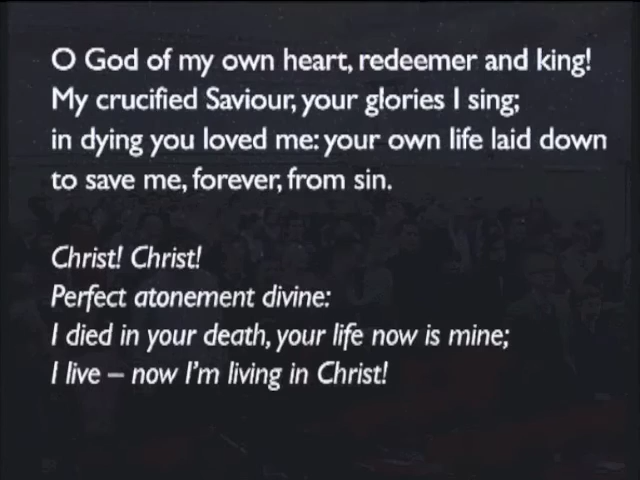 O God of my own heart, redeemer and king!
My crucified Saviour, your glories I sing;
in dying you loved me: your own life laid down
to save me, forever, from sin.
Christ! Christ!
Perfect atonement divine:
I died in your death, your life now is mine;
I live – now I'm living in Christ!